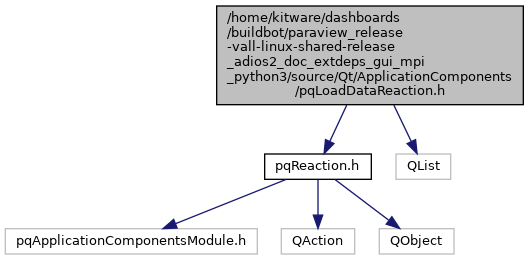 /home/kitware/dashboards
/buildbot/paraview_release
-vall-linux-shared-release
_adios2_doc_extdeps_gui_mpi
_python3/source/Qt/ApplicationComponents
/pqLoadDataReaction.h
pqReaction.h
QList
pqApplicationComponentsModule.h
QAction
QObject